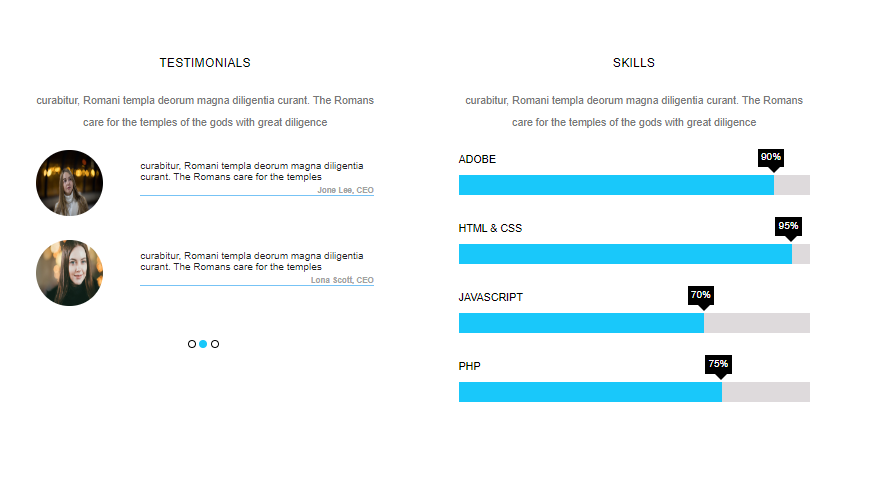 TESTIMONIALS
curabitur, Romani templa deorum magna diligentia curant. The Romans
care for the temples of the gods with great diligence
curabitur, Romani templa deorum magna diligentia
curant. The Romans care for the temples
Jone Lee, CEO
curabitur, Romani templa deorum magna diligentia
curant. The Romans care for the temples
Lona Scott, CEO
SKILLS
curabitur, Romani templa deorum magna diligentia curant. The Romans
care for the temples of the gods with great diligence
ADOBE
90%
HTML & CSS
95%
JAVASCRIPT
70%
PHP
75%